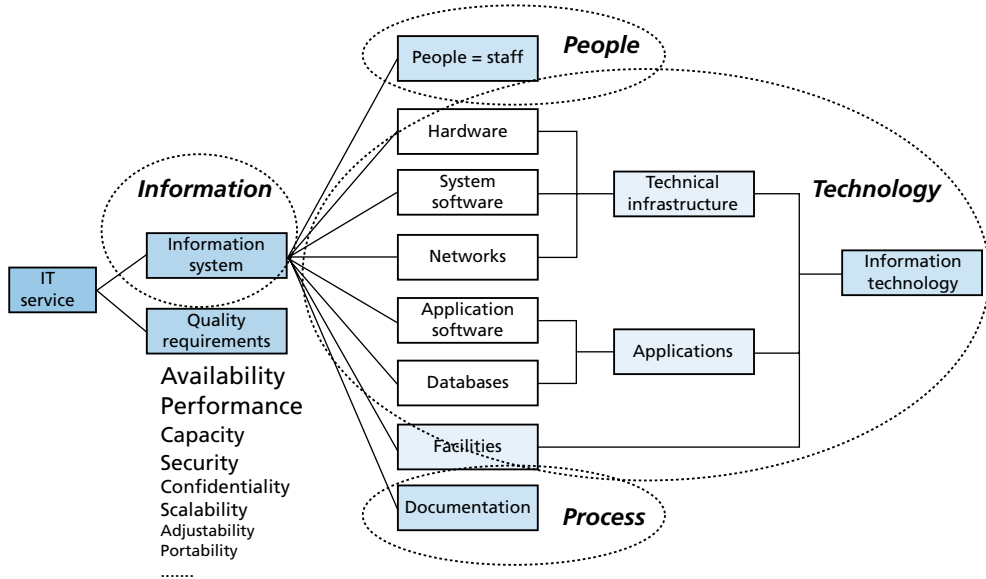 People
People = staff
Hardware
Information
System
software
Technical
infrastructure
Technology
Information
system
Networks
Information
technology
IT
service
Quality
requirements
Application
software
Applications
Availability
Databases
Performance
Capacity
Facilities
Security
Confidentiality
Documentation
Process
Scalability
Adjustability
Portability
.......